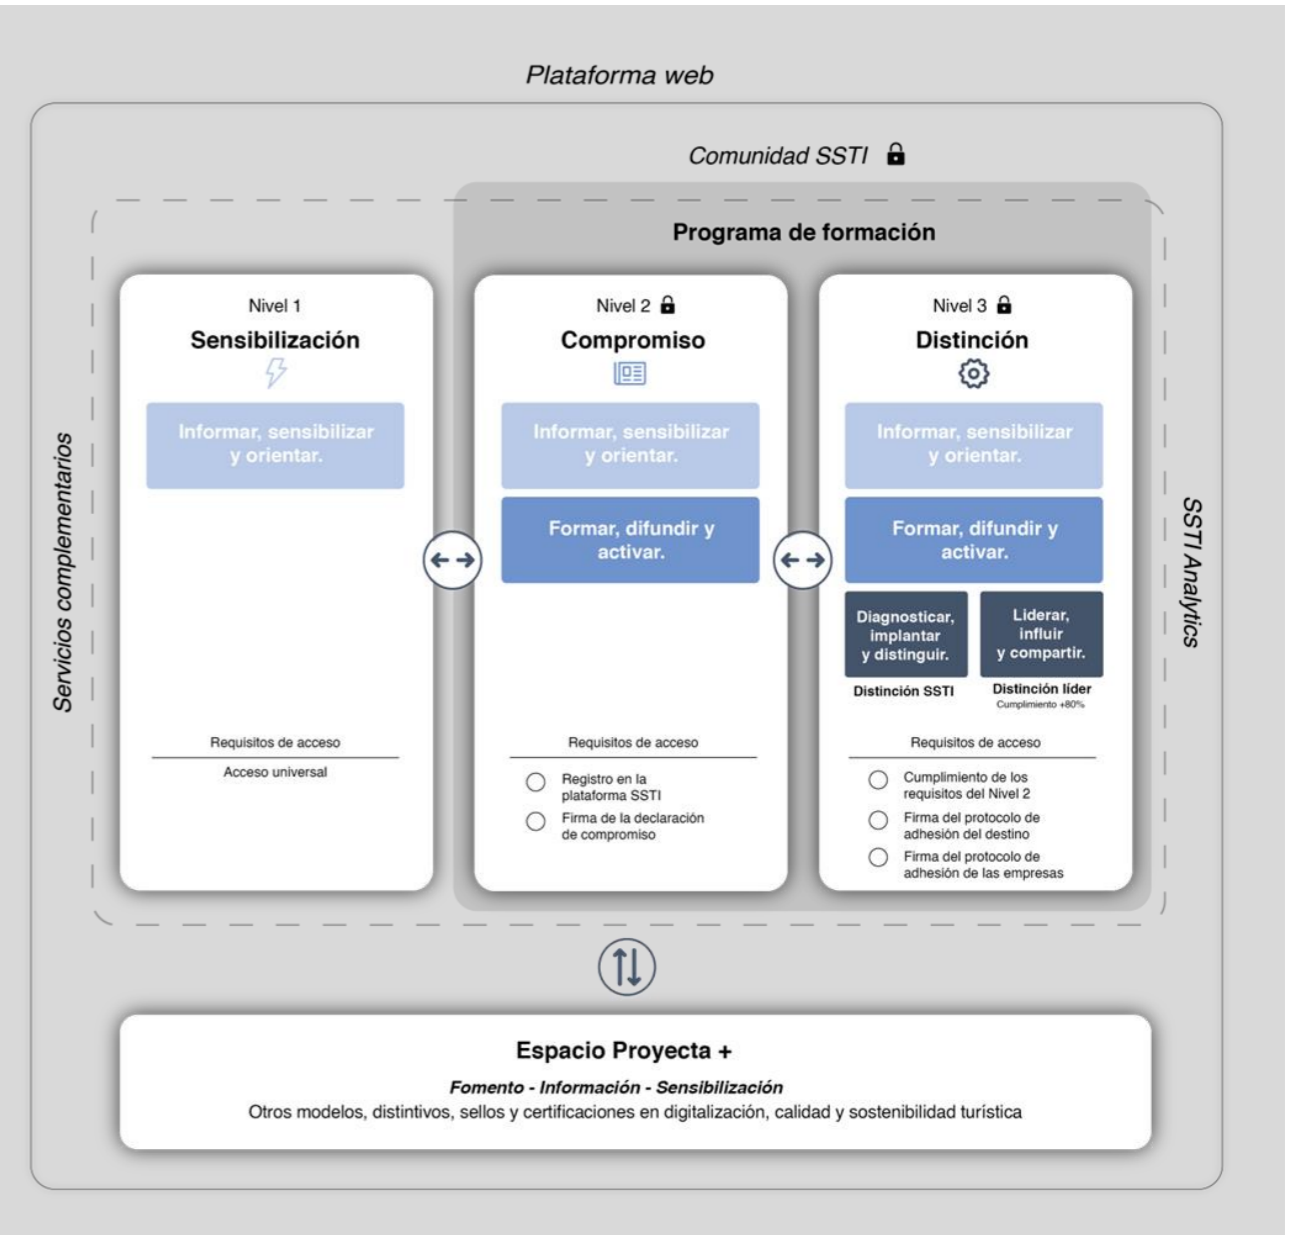 Plataforma web
Comunidad SSTI
Programa de formación
Servicios complementarios
Nivel 1
Sensibilización
Informar, sensibilizar
y orientar.
Requisitos de acceso
Acceso universal
Nivel 2
Compromiso
Informar, sensibilizar
y orientar.
Formar, difundir y
activar.
Requisitos de acceso
Registro en la
plataforma SSTI
Firma de la declaración
de compromiso
Nivel 3
Distinción
Informar, sensibilizar
y orientar.
Formar, difundir y
activar.
Diagnosticar,
implantar
y distinguir.
Distinción SSTI
Liderar,
influir
y compartir.
Distinción líder
Cumplimiento +80%
Requisitos de acceso
Cumplimiento de los
requisitos del Nivel 2
Firma del protocolo de
adhesión del destino
Firma del protocolo de
adhesión de las empresas
SSTI Analytics
Espacio Proyecta +
Fomento - Información - Sensibilización
Otros modelos, distintivos, sellos y certificaciones en digitalización, calidad y sostenibilidad turística